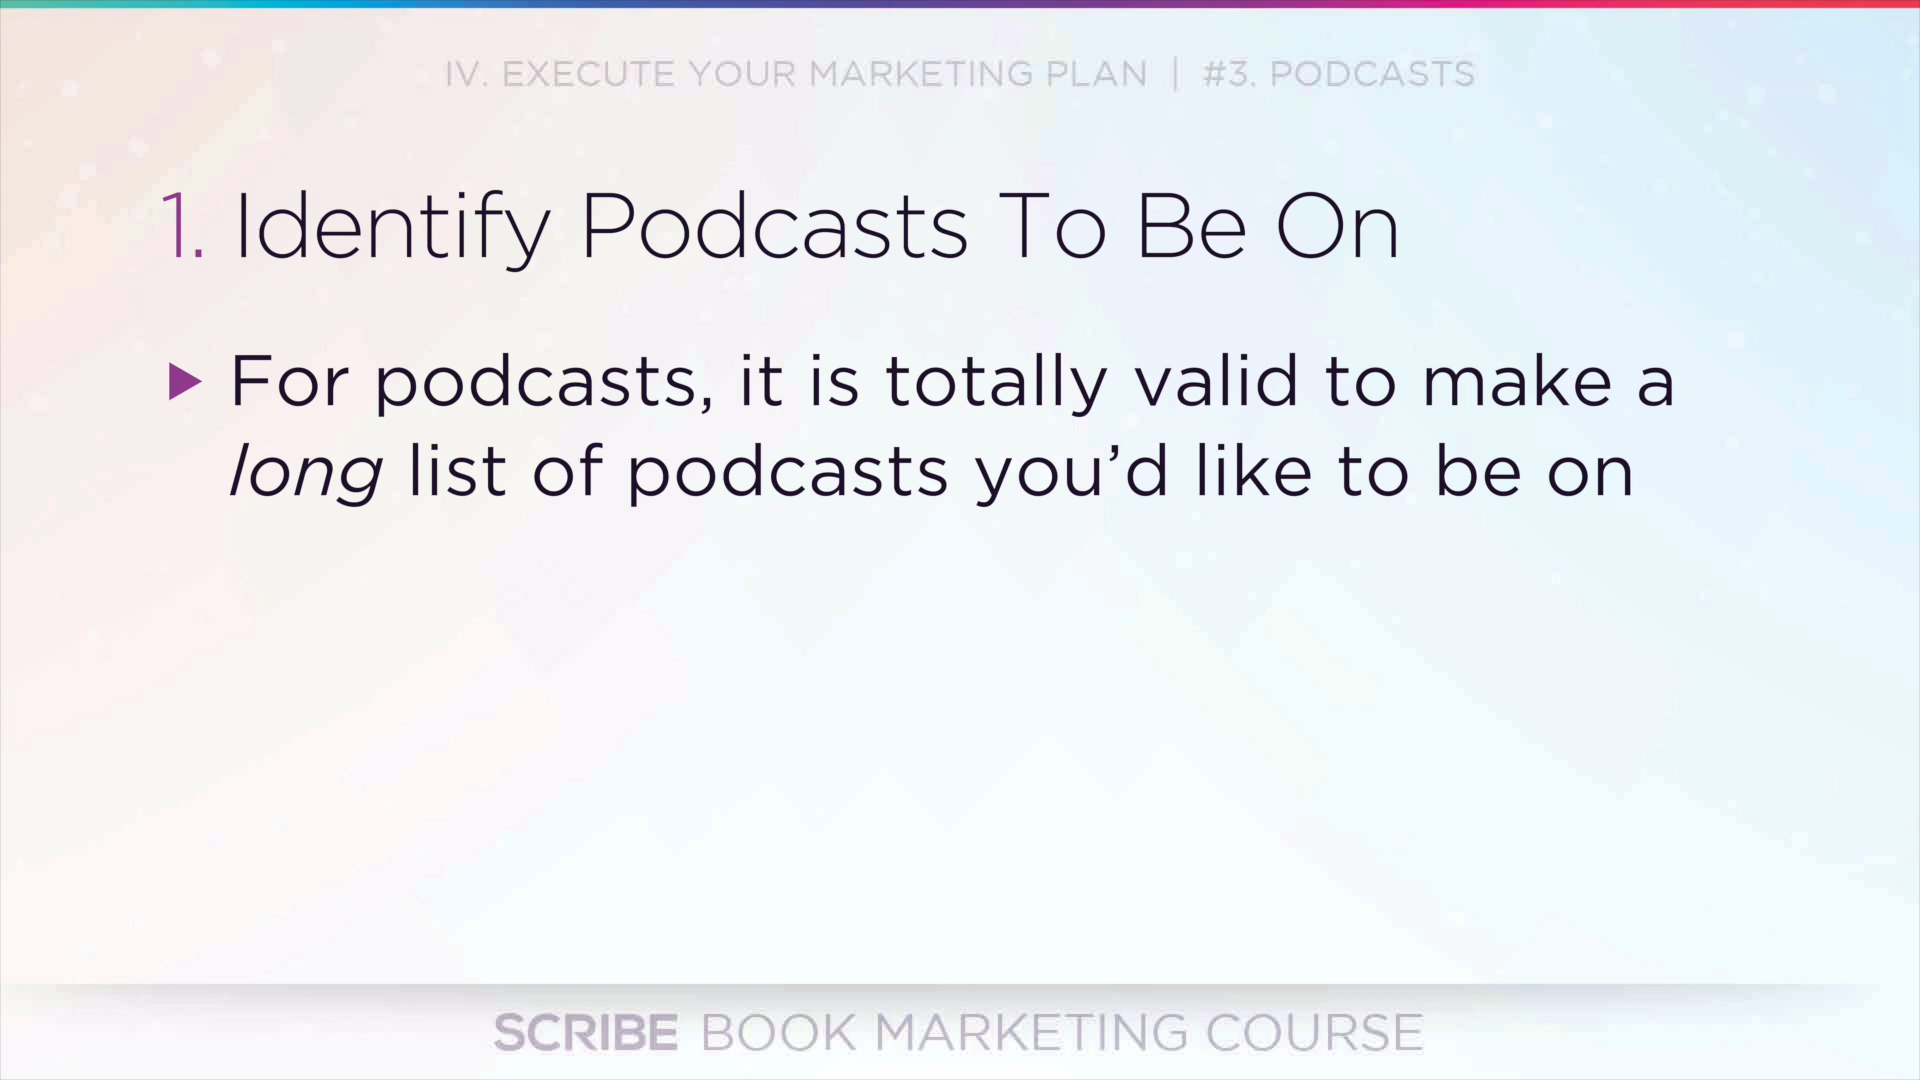 IV. EXECUTE YOUR MARKETING PLAN | #3. PODCASTS
1. Identify Podcasts To Be On
▶ For podcasts, it is totally valid to make a
long list of podcasts you’d like to be on
SCRIBE BOOK MARKETING COURSE